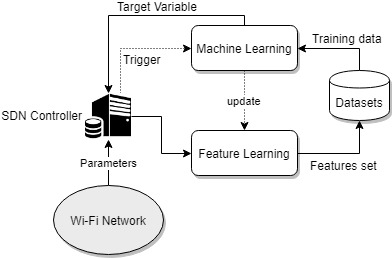 Target Variable
Training data
Machine Learning
Trigger
Datasets
update
SDN Controller
Parameters
Feature Learning
Features set
Wi-Fi Network